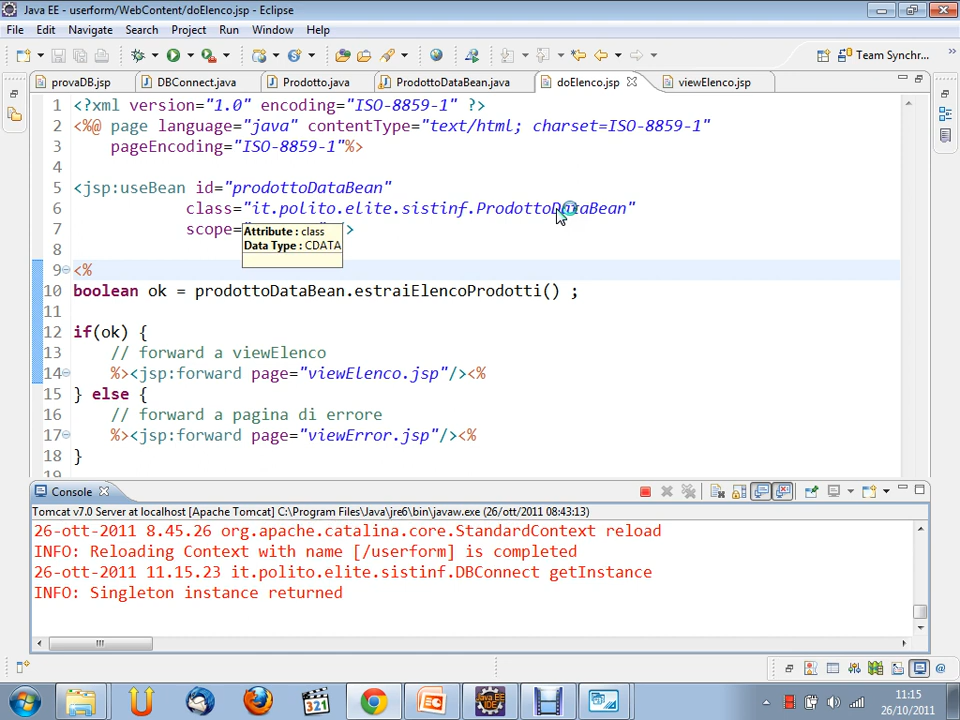 Java EE - userform/WebContent/doElenco.jsp - Eclipse
File Edit Navigate Search Project Run Window Help
Team Synchr...
provaDB.jsp DBConnect.java Prodotto.java ProdottoDataBean.java doElenco.jsp viewElenco.jsp
1 <?xml version="1.0" encoding="ISO-8859-1" ?>
2 <%@ page language="java" contentType="text/html; charset=ISO-8859-1"
3 pageEncoding="ISO-8859-1"%>
4
5 <jsp:useBean id="prodottoDataBean"
6 class="it.polito.elite.sistinf.ProdottoDataBean"
7 scope= >
Attribute : class
Data Type : CDATA
8
9 <%
10 boolean ok = prodottoDataBean.estraiElencoProdotti() ;
11
12 if(ok) {
13 // forward a viewElenco
14 %><jsp:forward page="viewElenco.jsp"/><%
15 } else {
16 // forward a pagina di errore
17 %><jsp:forward page="viewError.jsp"/><%
18 }
19
Console
Tomcat v7.0 Server at localhost [Apache Tomcat] C:\Program Files\Java\jre6\bin\javaw.exe (26/ott/2011 08:43:13)
26-ott-2011 8.45.26 org.apache.catalina.core.StandardContext reload
INFO: Reloading Context with name [/userform] is completed
26-ott-2011 11.15.23 it.polito.elite.sistinf.DBConnect getInstance
INFO: Singleton instance returned
321
Java EE
IDE
11:15
26/10/2011